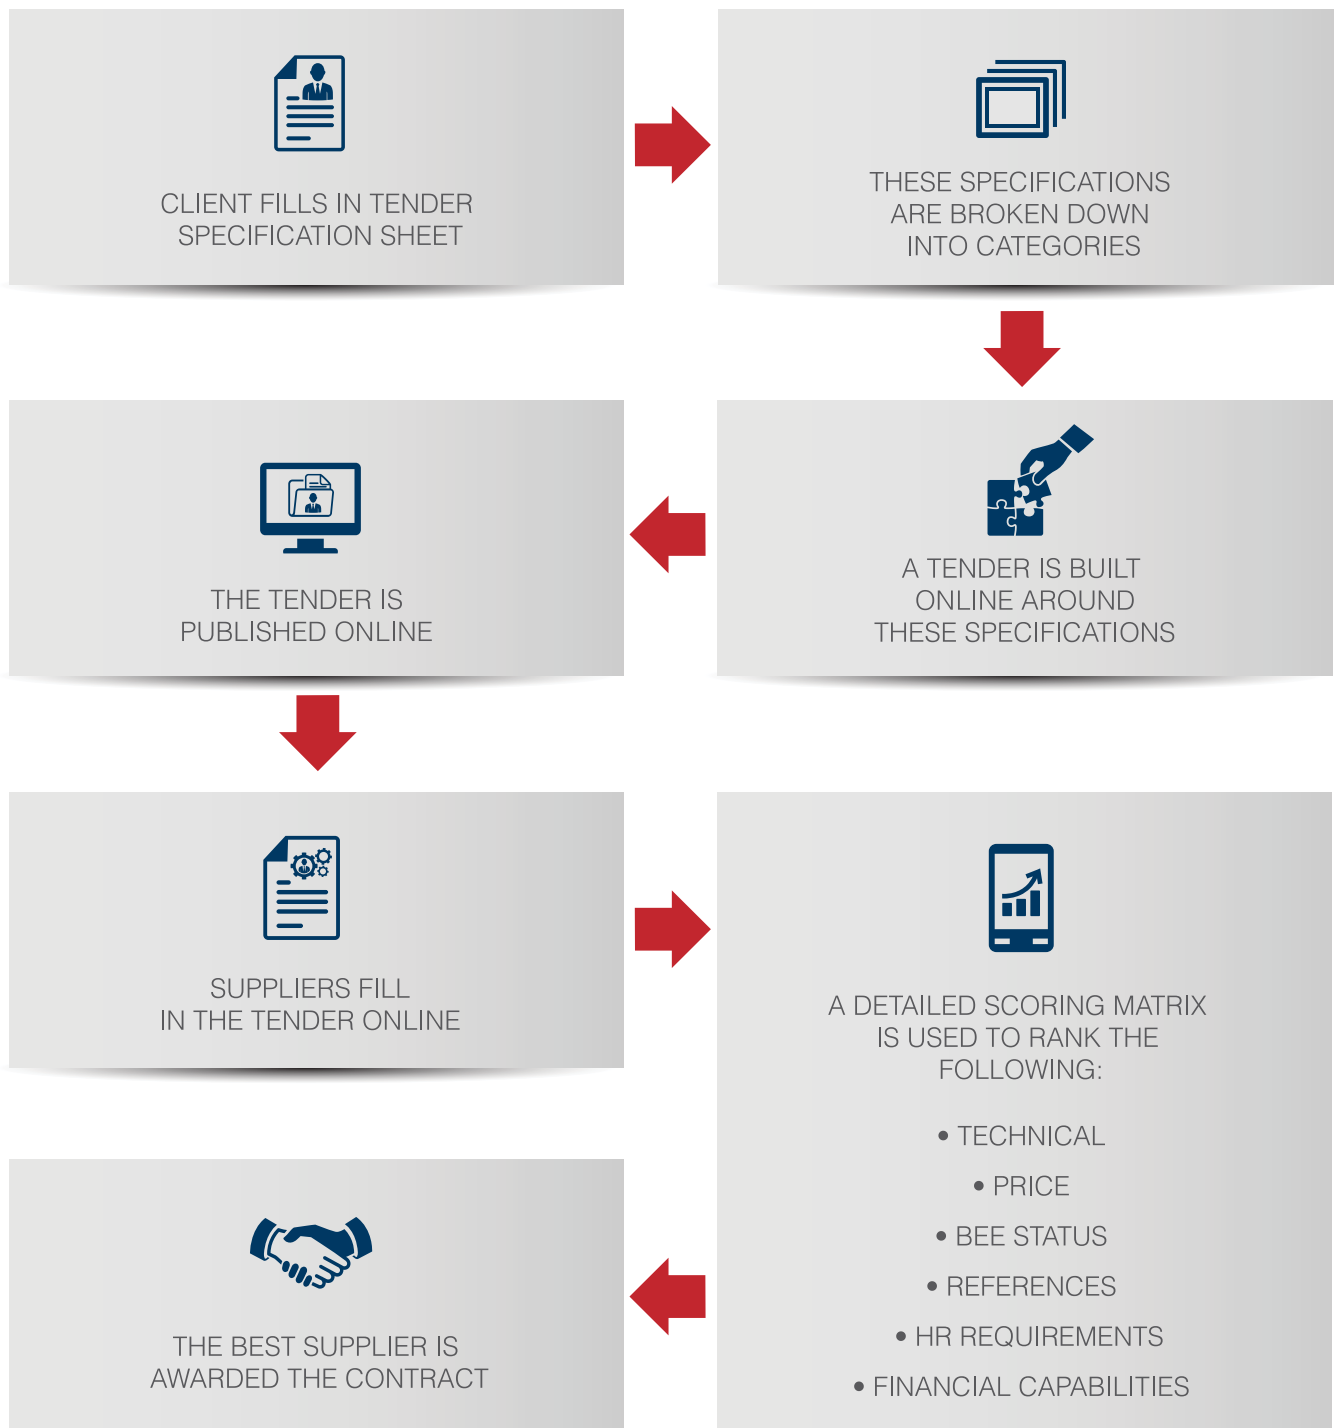 CLIENT FILLS IN TENDER
SPECIFICATION SHEET
THESE SPECIFICATIONS
ARE BROKEN DOWN
INTO CATEGORIES
A TENDER IS BUILT
ONLINE AROUND
THESE SPECIFICATIONS
THE TENDER IS
PUBLISHED ONLINE
SUPPLIERS FILL
IN THE TENDER ONLINE
A DETAILED SCORING MATRIX
IS USED TO RANK THE
FOLLOWING:
• TECHNICAL
• PRICE
• BEE STATUS
• REFERENCES
• HR REQUIREMENTS
• FINANCIAL CAPABILITIES
THE BEST SUPPLIER IS
AWARDED THE CONTRACT